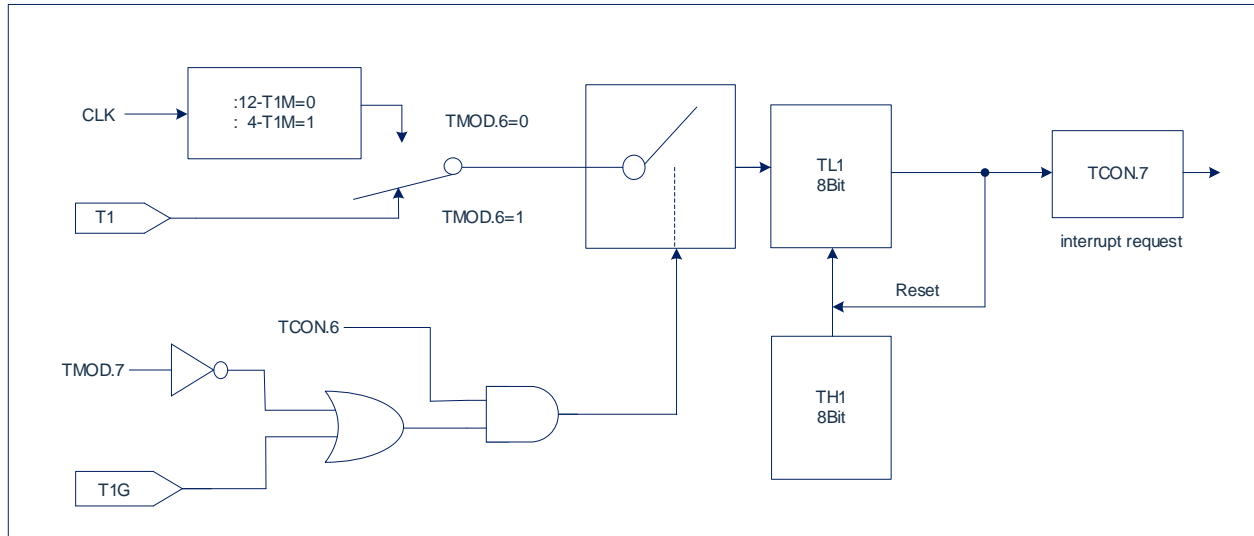 CLK
:12-T1M=0
: 4-T1M=1
TMOD.6=0
T1
TMOD.6=1
TL1
8Bit
TCON.7
interrupt request
Reset
TCON.6
TMOD.7
TH1
8Bit
T1G